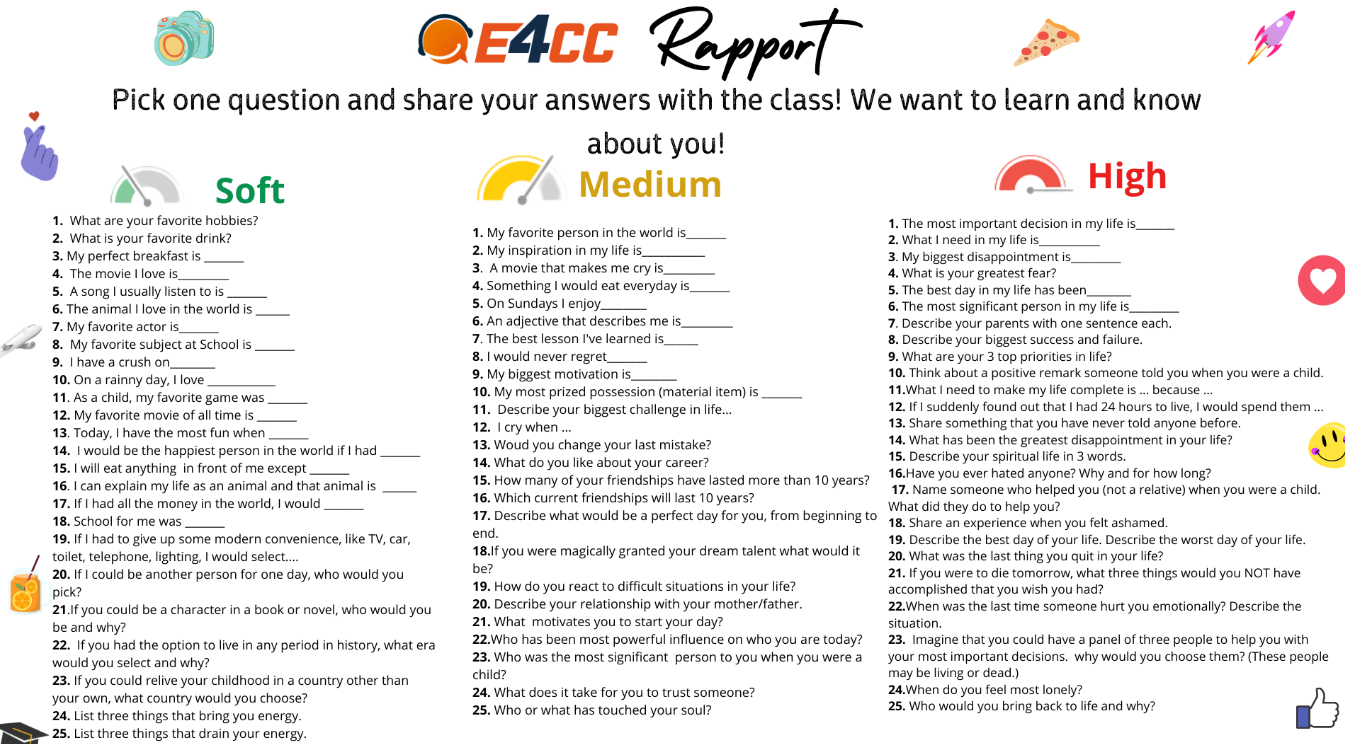 E4CC Rapport
Pick one question and share your answers with the class! We want to learn and know
about you!
Soft
1. What are your favorite hobbies?
2. What is your favorite drink?
3. My perfect breakfast is _______
4. The movie I love is_________
5. A song I usually listen to is _______
6. The animal I love in the world is ______
7. My favorite actor is_______
8. My favorite subject at School is _______
9. I have a crush on________
10. On a rainny day, I love ____________
11. As a child, my favorite game was _______
12. My favorite movie of all time is _______
13. Today, I have the most fun when _______
14. I would be the happiest person in the world if I had _______
15. I will eat anything in front of me except _______
16. I can explain my life as an animal and that animal is ______
17. If I had all the money in the world, I would _______
18. School for me was _______
19. If I had to give up some modern convenience, like TV, car,
toilet, telephone, lighting, I would select....
20. If I could be another person for one day, who would you
pick?
21.If you could be a character in a book or novel, who would you
be and why?
22. If you had the option to live in any period in history, what era
would you select and why?
23. If you could relive your childhood in a country other than
your own, what country would you choose?
24. List three things that bring you energy.
25. List three things that drain your energy.
Medium
1. My favorite person in the world is_______
2. My inspiration in my life is___________
3. A movie that makes me cry is_________
4. Something I would eat everyday is_______
5. On Sundays I enjoy________
6. An adjective that describes me is_________
7. The best lesson I've learned is______
8. I would never regret_______
9. My biggest motivation is________
10. My most prized possession (material item) is _______
11. Describe your biggest challenge in life...
12. I cry when ...
13. Woud you change your last mistake?
14. What do you like about your career?
15. How many of your friendships have lasted more than 10 years?
16. Which current friendships will last 10 years?
17. Describe what would be a perfect day for you, from beginning to
end.
18.If you were magically granted your dream talent what would it
be?
19. How do you react to difficult situations in your life?
20. Describe your relationship with your mother/father.
21. What motivates you to start your day?
22.Who has been most powerful influence on who you are today?
23. Who was the most significant person to you when you were a
child?
24. What does it take for you to trust someone?
25. Who or what has touched your soul?
High
1. The most important decision in my life is_______
2. What I need in my life is___________
3. My biggest disappointment is_________
4. What is your greatest fear?
5. The best day in my life has been________
6. The most significant person in my life is_________
7. Describe your parents with one sentence each.
8. Describe your biggest success and failure.
9. What are your 3 top priorities in life?
10. Think about a positive remark someone told you when you were a child.
11.What I need to make my life complete is ... because ...
12. If I suddenly found out that I had 24 hours to live, I would spend them ...
13. Share something that you have never told anyone before.
14. What has been the greatest disappointment in your life?
15. Describe your spiritual life in 3 words.
16.Have you ever hated anyone? Why and for how long?
17. Name someone who helped you (not a relative) when you were a child.
What did they do to help you?
18. Share an experience when you felt ashamed.
19. Describe the best day of your life. Describe the worst day of your life.
20. What was the last thing you quit in your life?
21. If you were to die tomorrow, what three things would you NOT have
accomplished that you wish you had?
22.When was the last time someone hurt you emotionally? Describe the
situation.
23. Imagine that you could have a panel of three people to help you with
your most important decisions. why would you choose them? (These people
may be living or dead.)
24.When do you feel most lonely?
25. Who would you bring back to life and why?